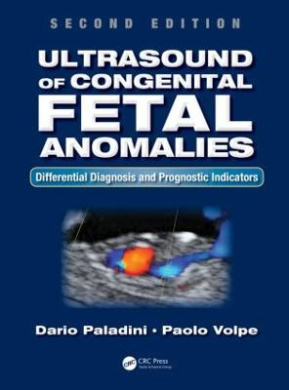 SECOND EDITION
ULTRASOUND
OF CONGENITAL
FETAL
ANOMALIES
Differential Diagnosis and Prognostic Indicators
Dario Paladini • Paolo Volpe
CRC Press